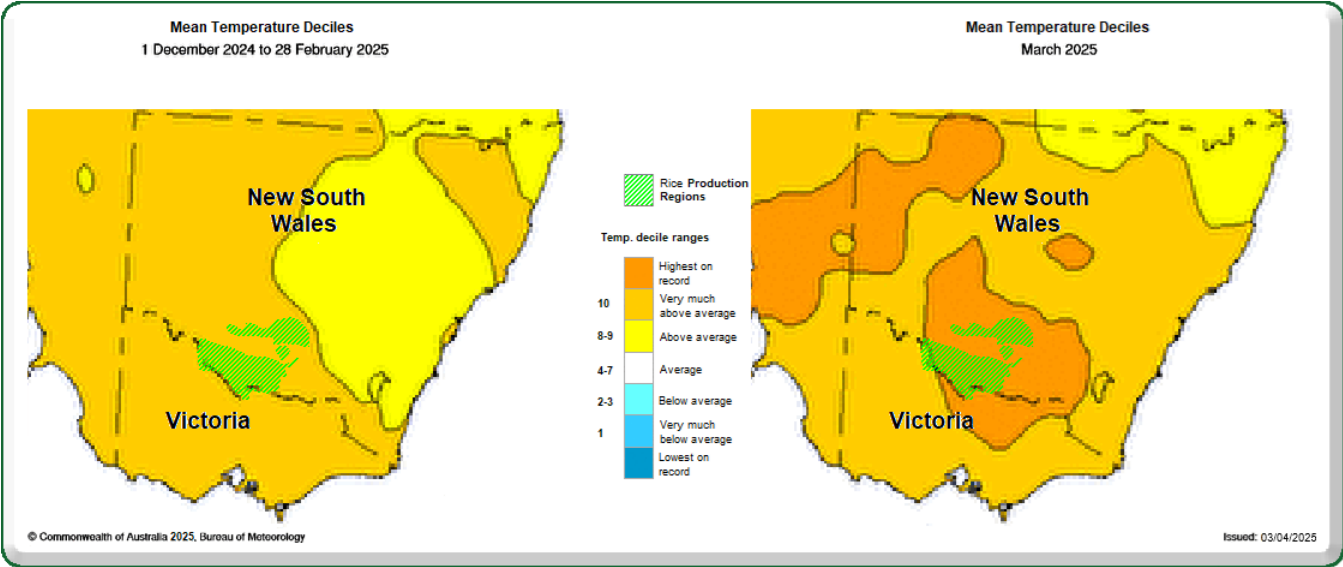 Mean Temperature Deciles
1 December 2024 to 28 February 2025
Mean Temperature Deciles
March 2025
New South
Wales
Victoria
Rice Production
Regions
Temp. decile ranges
Highest on
record
10
Very much
above average
8-9
Above average
4-7
Average
2-3
Below average
1
Very much
below average
Lowest on
record
New South
Wales
Victoria
© Commonwealth of Australia 2025, Bureau of Meteorology
Issued: 03/04/2025